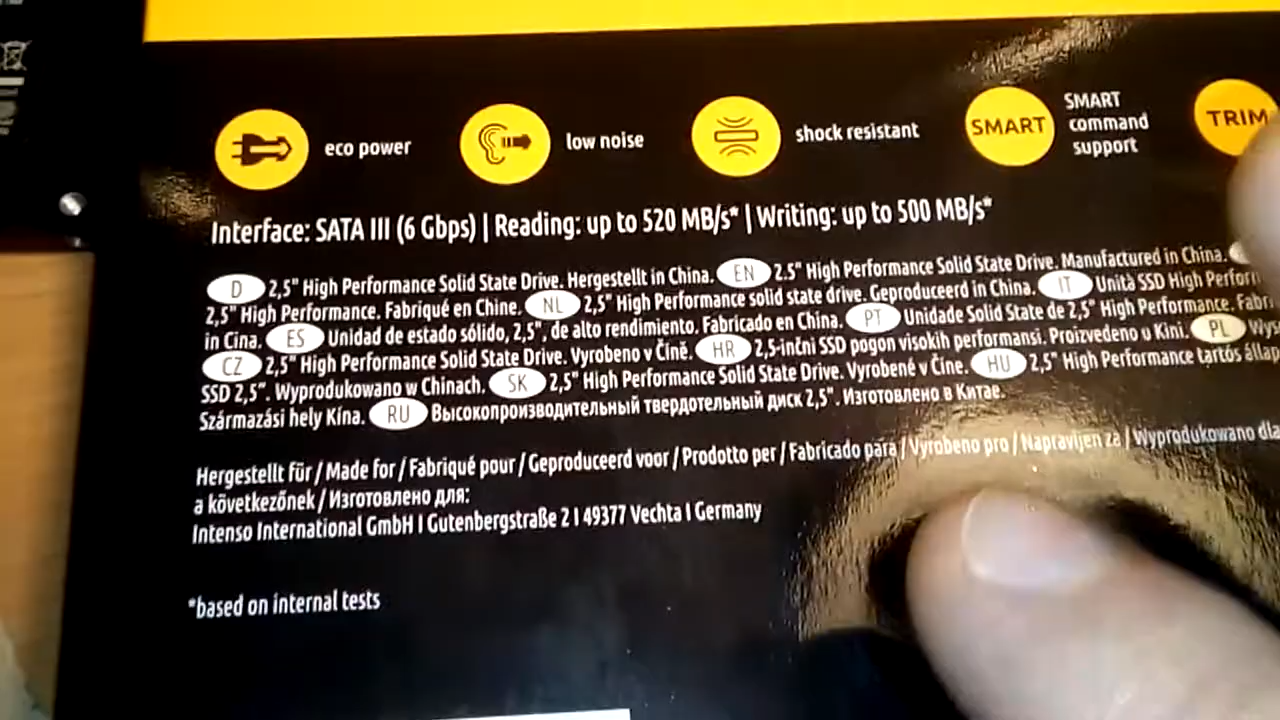 eco power
low noise
shock resistant
SMART
SMART
command
support
TRIM
Interface: SATA III (6 Gbps) | Reading: up to 520 MB/s* | Writing: up to 500 MB/s*
D 2,5" High Performance Solid State Drive. Hergestellt in China. EN 2.5" High Performance Solid State Drive. Manufactured in China.
2,5" High Performance. Fabriqué en Chine. NL 2,5" High Performance solid state drive. Geproduceerd in China. IT Unità SSD High
in Cina. ES Unidad de estado sólido, 2,5", de alto rendimiento. Fabricado en China. PT Unidade Solid State de 2,5" High Performance.
CZ 2,5" High Performance Solid State Drive. Vyrobeno v Číně. HR 2,5-inčni SSD pogon visokih performansi. Proizvedeno u Kini. PL
SSD 2,5". Wyprodukowano w Chinach. SK 2,5" High Performance Solid State Drive. Vyrobené v Číne. HU 2,5" High Performance tartós
Származási hely Kína. RU Высокопроизводительный твердотельный диск 2,5". Изготовлено в Китае.
Hergestellt für / Made for / Fabriqué pour / Geproduceerd voor / Prodotto per / Fabricado para / Vyrobeno pro / Napravljen za / Wyprodukowano dla
a következőnek / Изготовлено для:
Intenso International GmbH I Gutenbergstraße 2 I 49377 Vechta I Germany
*based on internal tests